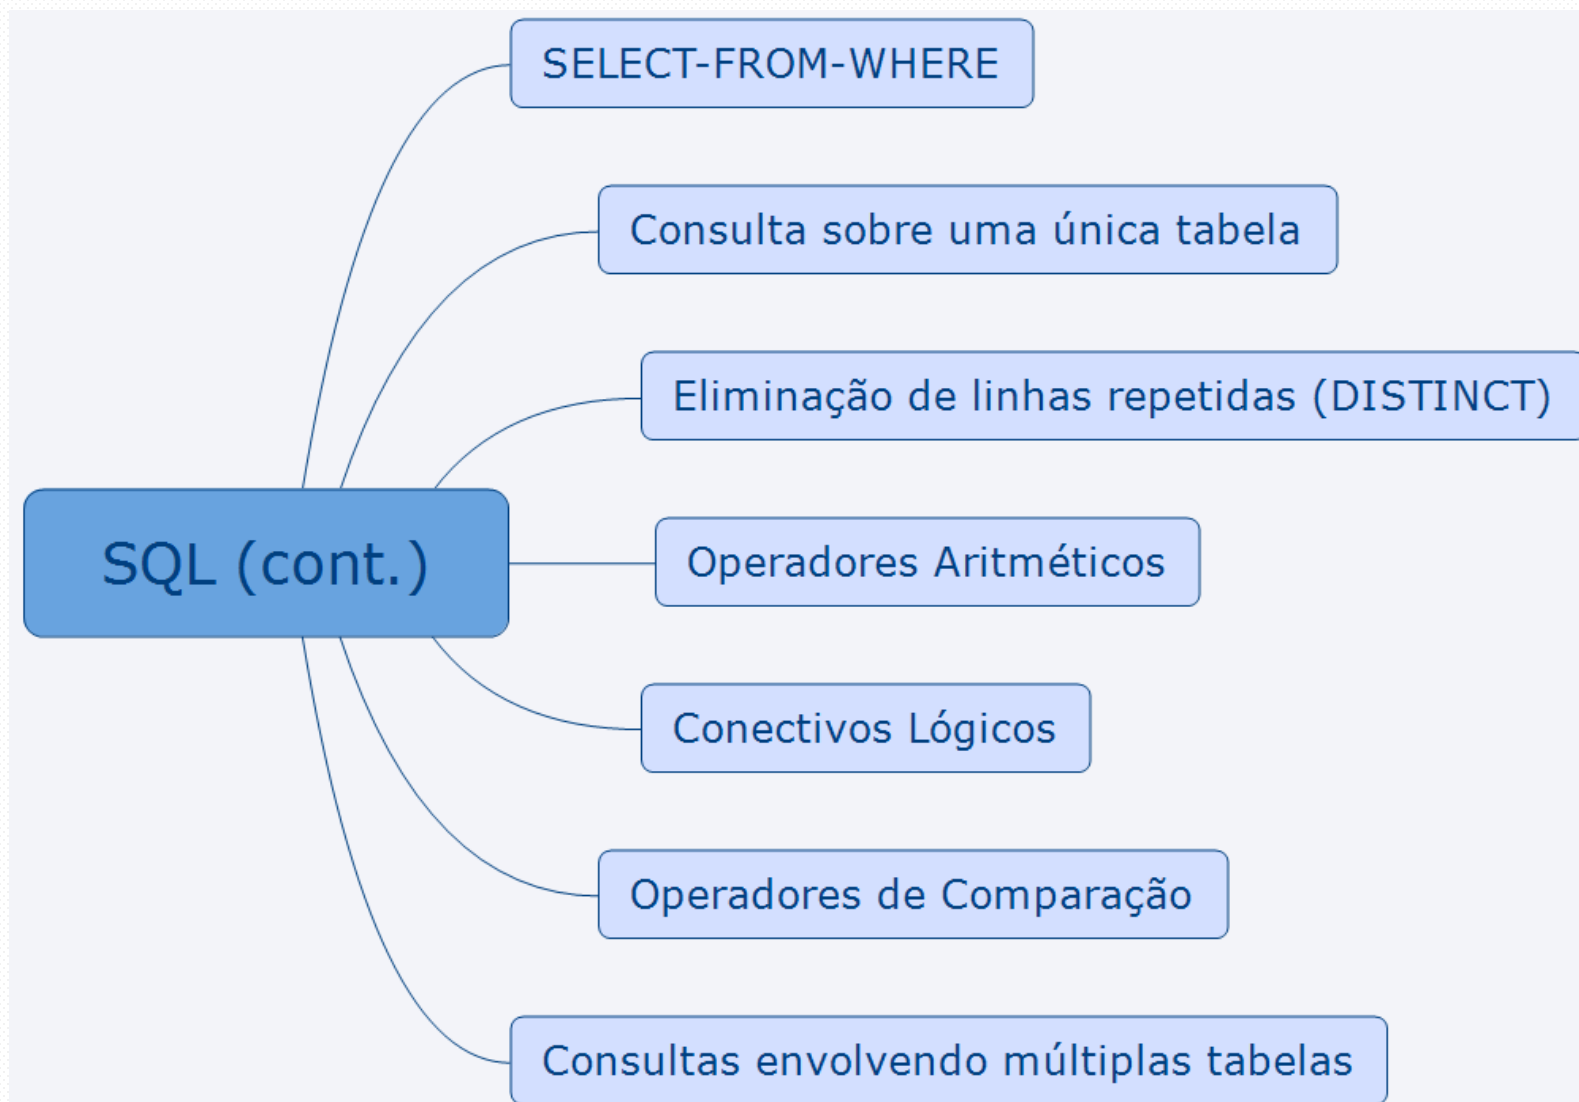 SELECT-FROM-WHERE
Consulta sobre uma única tabela
Eliminação de linhas repetidas (DISTINCT)
SQL (cont.)
Operadores Aritméticos
Conectivos Lógicos
Operadores de Comparação
Consultas envolvendo múltiplas tabelas